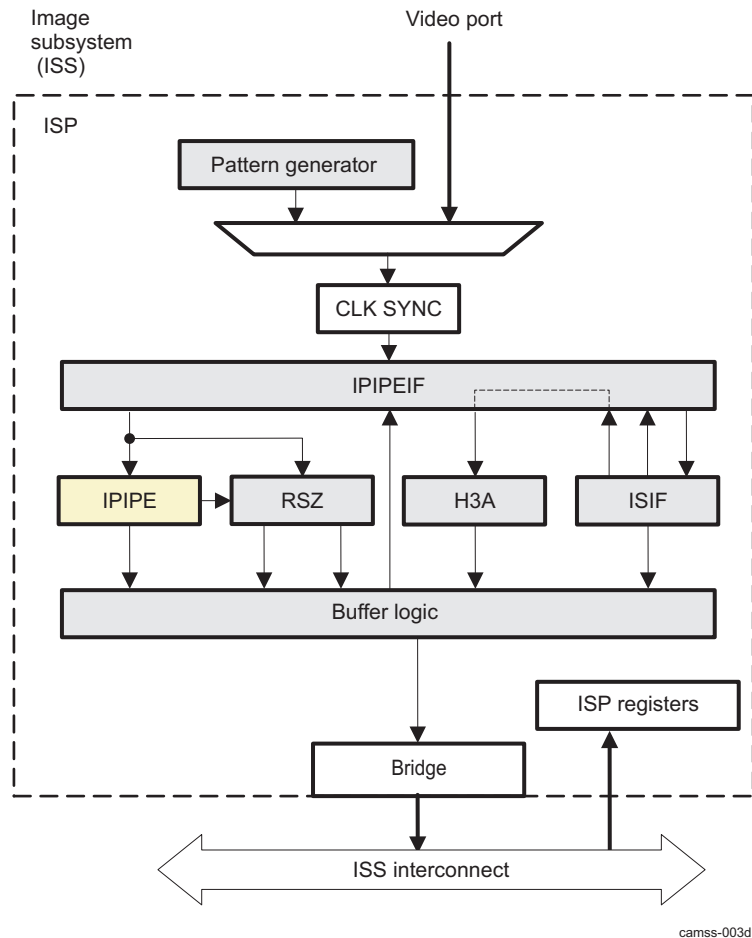 Image
subsystem
(ISS)
Video port
ISP
Pattern generator
CLK SYNC
IPIPEIF
IPIPE
RSZ
H3A
ISIF
Buffer logic
ISP registers
Bridge
ISS interconnect
camss-003d